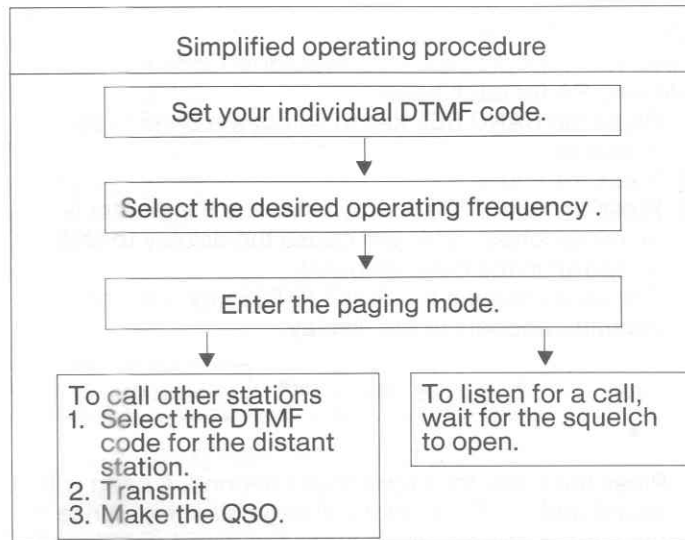 Simplified operating procedure
Set your individual DTMF code.
Select the desired operating frequency .
Enter the paging mode.
To call other stations
1. Select the DTMF
code for the distant
station.
2. Transmit
3. Make the QSO.
To listen for a call,
wait for the squelch
to open.